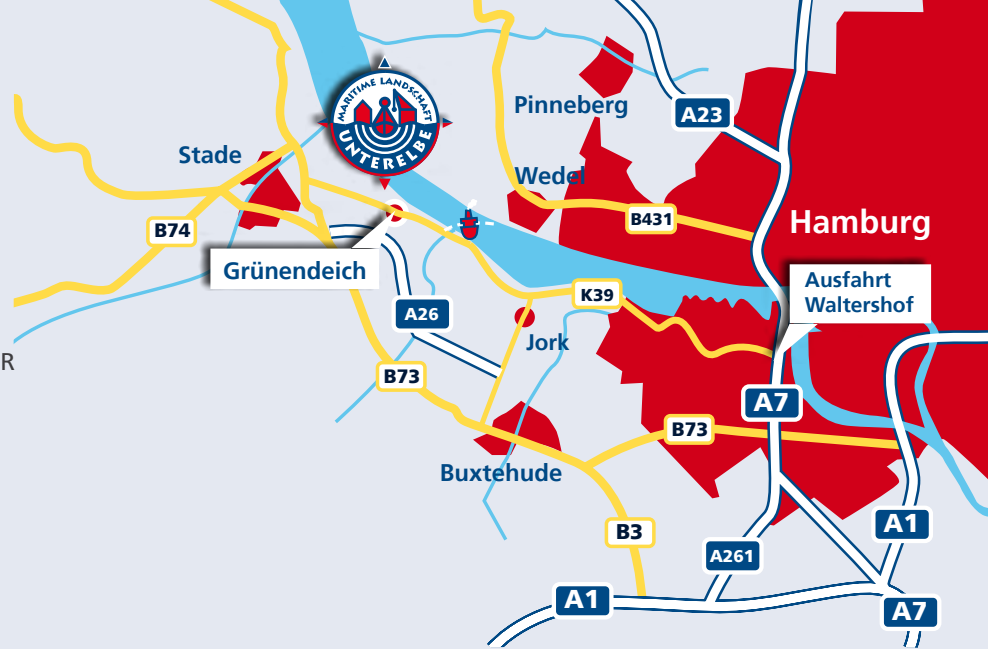 MARITIME LANDSCHAFT
UNTERELBE
Pinneberg
A23
Stade
Wedel
B431
B74
Hamburg
Grünendeich
Ausfahrt
Waltershof
K39
A26
Jork
R
B73
A7
B73
Buxtehude
A1
B3
A261
A1
A7